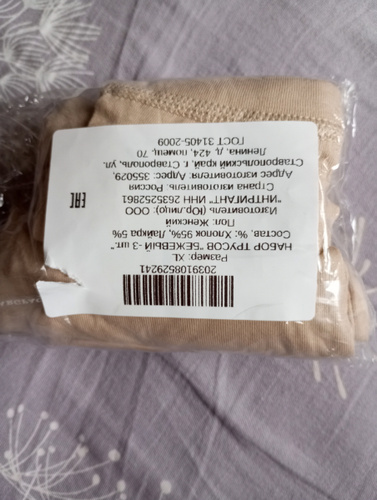 2039108529241
Размер: XL
НАБОР ТРУСОВ "БЕЖЕВЫЙ-3 шт."
Состав, %: Хлопок 95%, Лайкра 5%
Пол: Женский
Изготовитель (Юр.лицо): ООО
"ИНТРИГАНТ" ИНН 2635252861
Страна изготовитель: Россия
Адрес изготовителя: Адрес: 355029,
Ставропольский край, г. Ставрополь, ул.
Ленина, д. 424, помещ. 70
ГОСТ 31405-2009
EAC